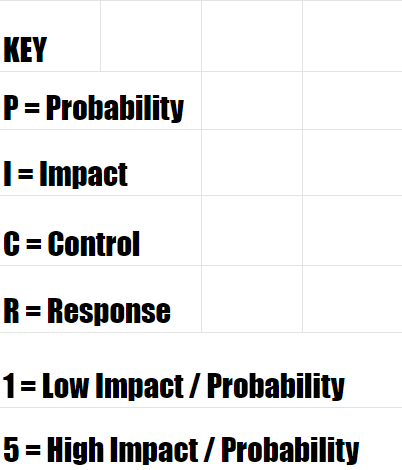 KEY
P = Probability
I = Impact
C = Control
R = Response
1 = Low Impact / Probability
5 = High Impact / Probability